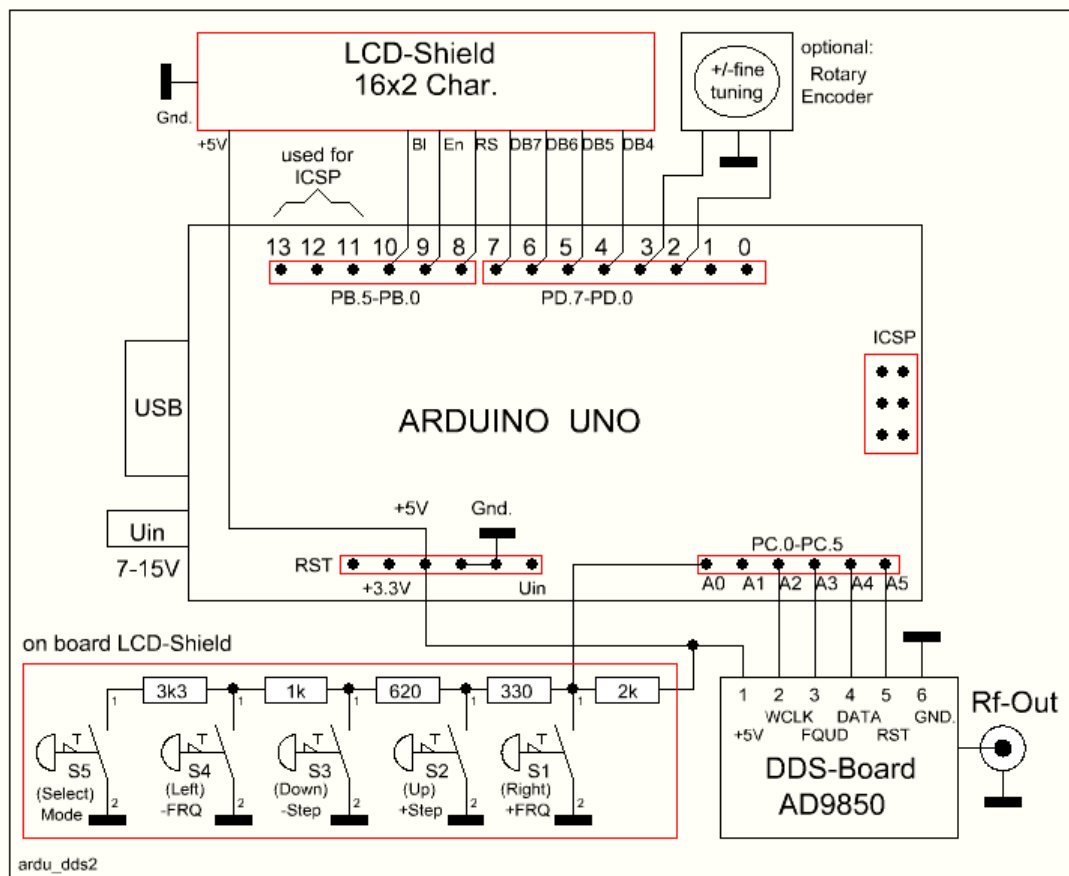 LCD-Shield
16x2 Char.
optional:
Rotary
Encoder
+/-fine
tuning
Gnd.
+5V
BI En RS DB7 DB6 DB5 DB4
used for
ICSP
13 12 11 10 9 8 7 6 5 4 3 2 1 0
PB.5-PB.0
PD.7-PD.0
ICSP
USB
ARDUINO UNO
Uin
7-15V
+5V
Gnd.
RST
+3.3V
Uin
PC.0-PC.5
A0 A1 A2 A3 A4 A5
on board LCD-Shield
3k3 1k 620 330 2k
1 1 1 1 1
T T T T T
S5 S4 S3 S2 S1
(Select) (Left) (Down) (Up) (Right)
Mode -FRQ -Step +Step +FRQ
2 2 2 2 2
1 2 3 4 5 6
WCLK DATA GND.
+5V FQUD RST
DDS-Board
AD9850
Rf-Out
ardu_dds2